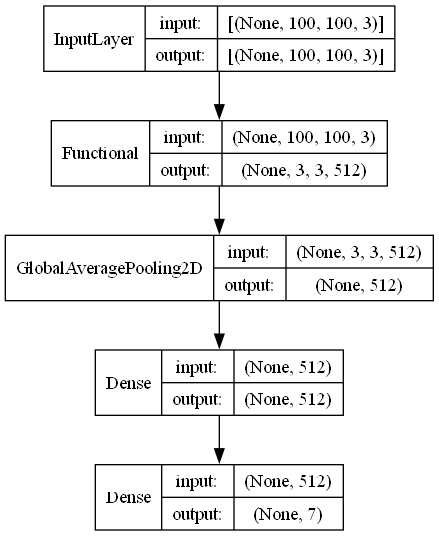 InputLayer
input: [(None, 100, 100, 3)]
output: [(None, 100, 100, 3)]
Functional
input: (None, 100, 100, 3)
output: (None, 3, 3, 512)
GlobalAveragePooling2D
input: (None, 3, 3, 512)
output: (None, 512)
Dense
input: (None, 512)
output: (None, 512)
Dense
input: (None, 512)
output: (None, 7)